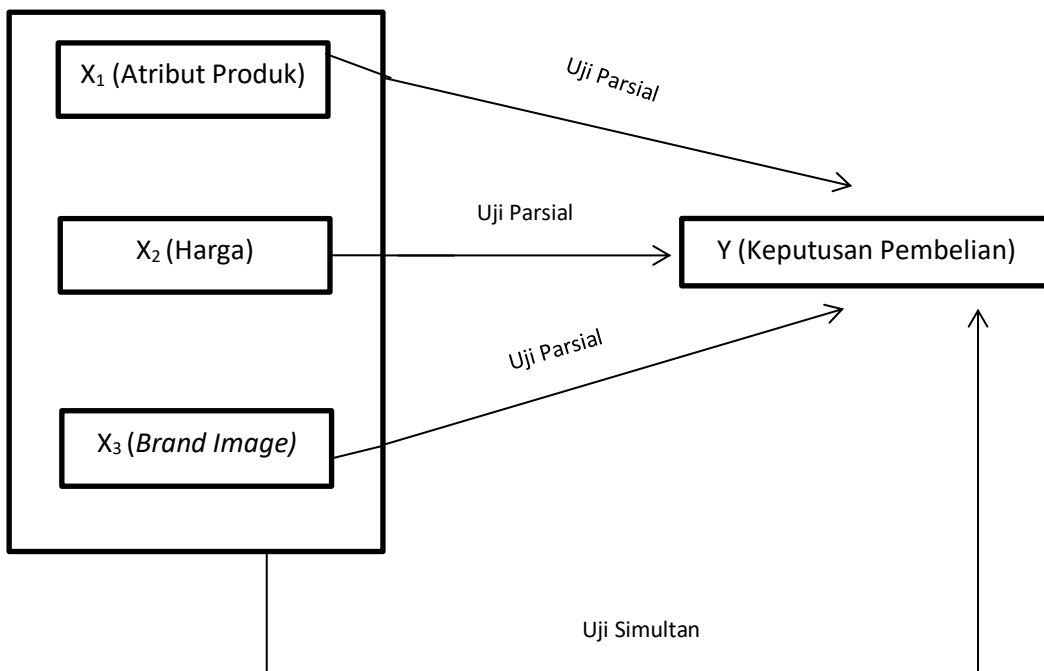 X₁ (Atribut Produk)
Uji Parsial
Uji Parsial
X₂ (Harga)
Y (Keputusan Pembelian)
Uji Parsial
X₃ (Brand Image)
Uji Simultan